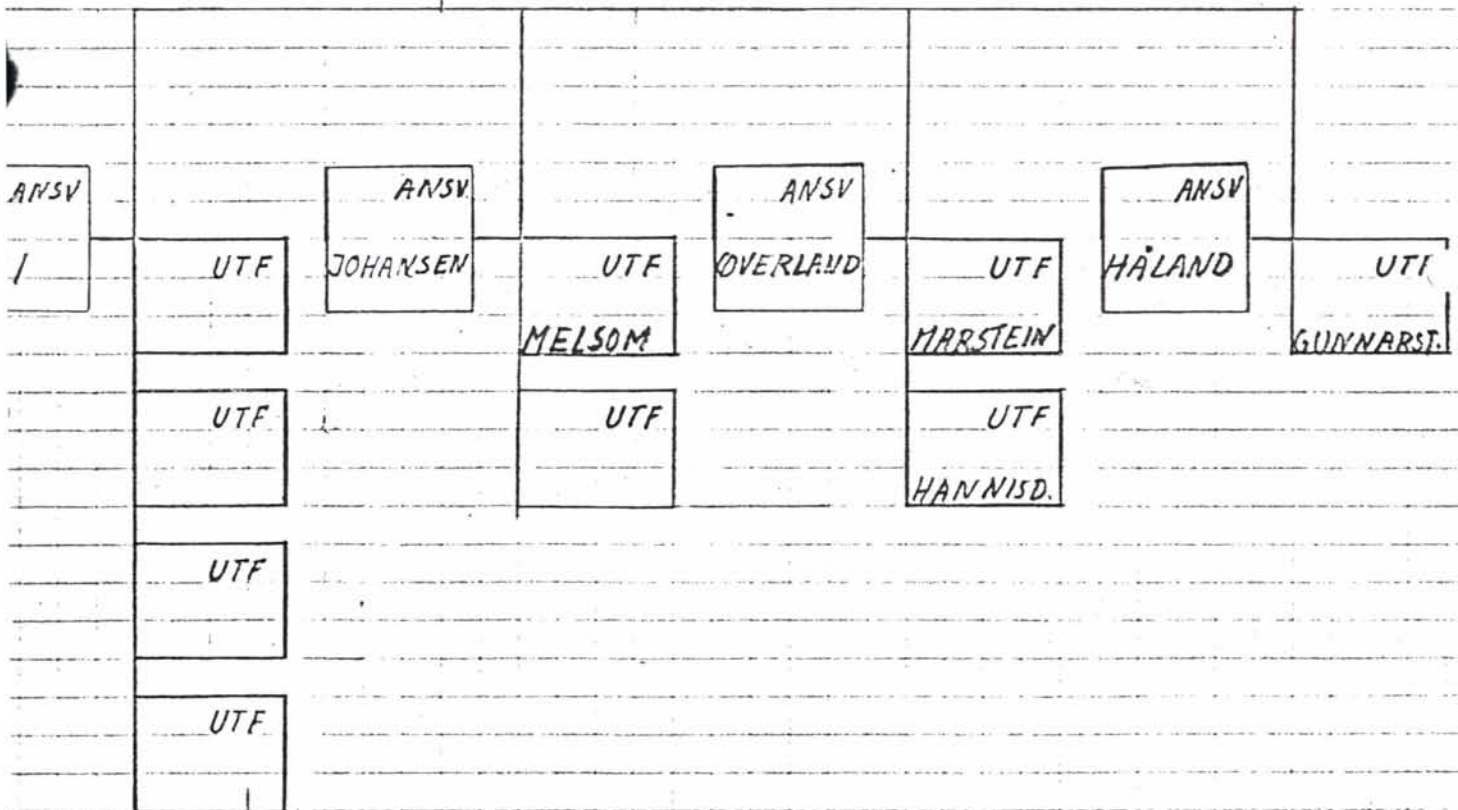 ANSV
ANSV.
ANSV
ANSV
UTF
JOHANSEN
UTF
ØVERLAND
UTF
HÅLAND
UTF
MELSOM
MARSTEIN
GUNNARST.
UTF
UTF
UTF
HANNISD.
UTF
UTF